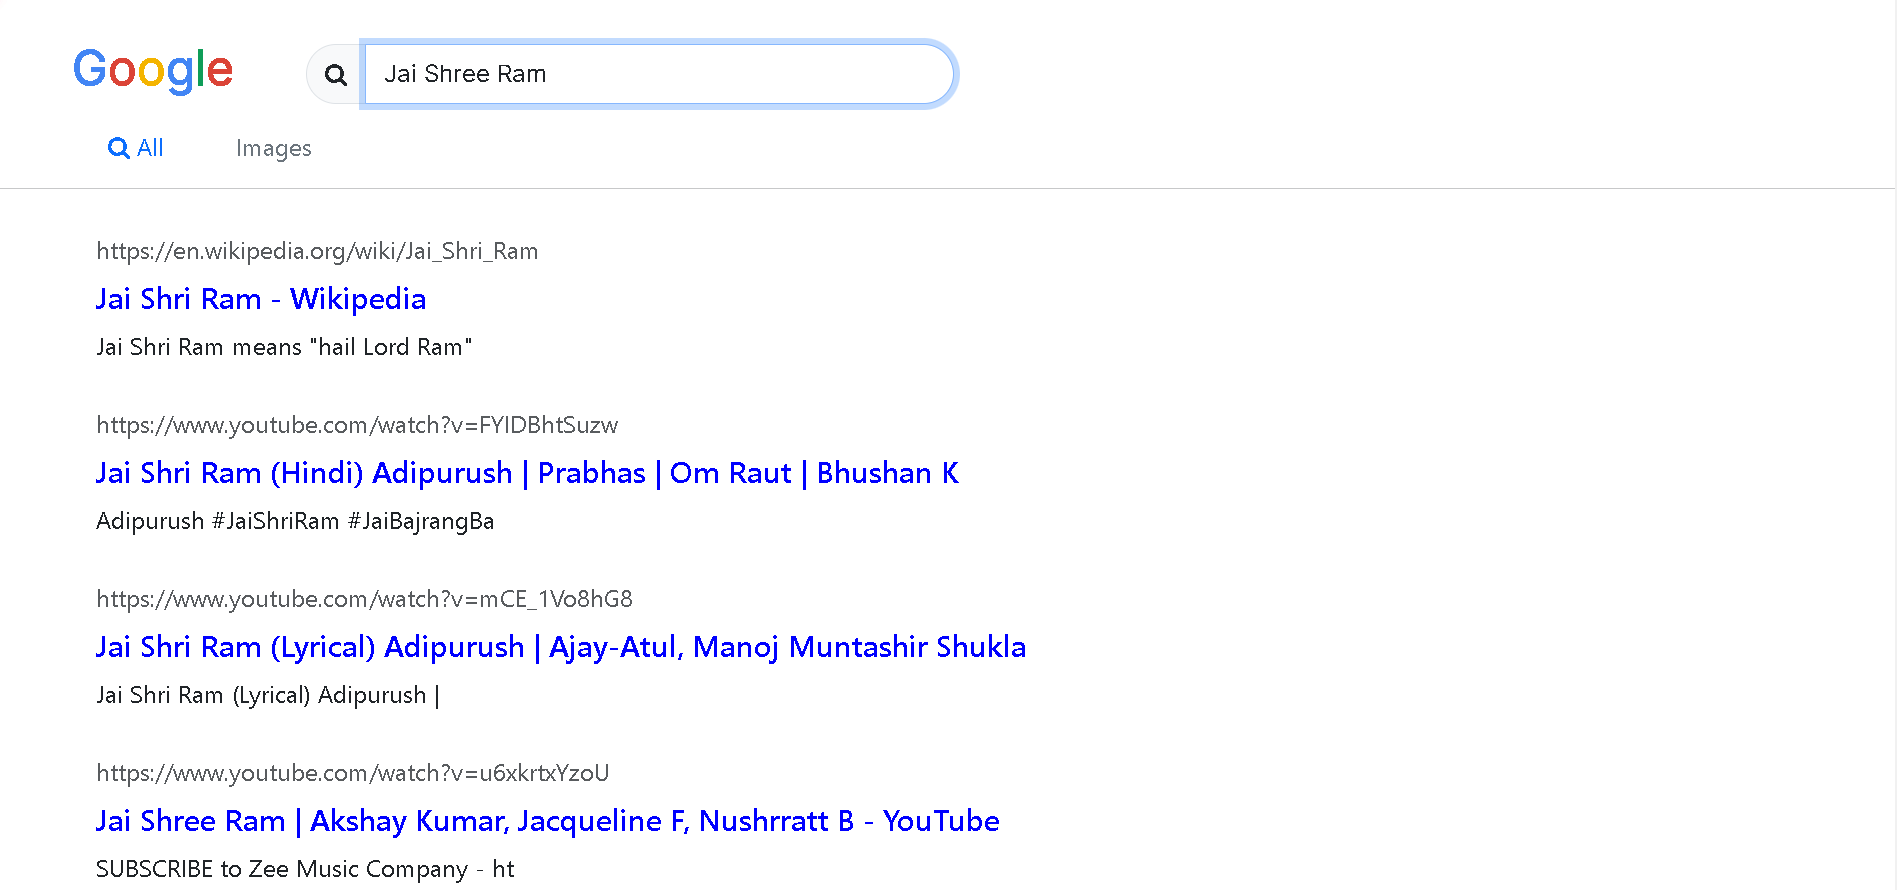 Google
Jai Shree Ram
All Images
https://en.wikipedia.org/wiki/Jai_Shri_Ram
Jai Shri Ram - Wikipedia
Jai Shri Ram means "hail Lord Ram"
https://www.youtube.com/watch?v=FYIDBhtSuzw
Jai Shri Ram (Hindi) Adipurush | Prabhas | Om Raut | Bhushan K
Adipurush #JaiShriRam #JaiBajrangBa
https://www.youtube.com/watch?v=mCE_1Vo8hG8
Jai Shri Ram (Lyrical) Adipurush | Ajay-Atul, Manoj Muntashir Shukla
Jai Shri Ram (Lyrical) Adipurush |
https://www.youtube.com/watch?v=u6xkrtxYzoU
Jai Shree Ram | Akshay Kumar, Jacqueline F, Nushrratt B - YouTube
SUBSCRIBE to Zee Music Company - ht